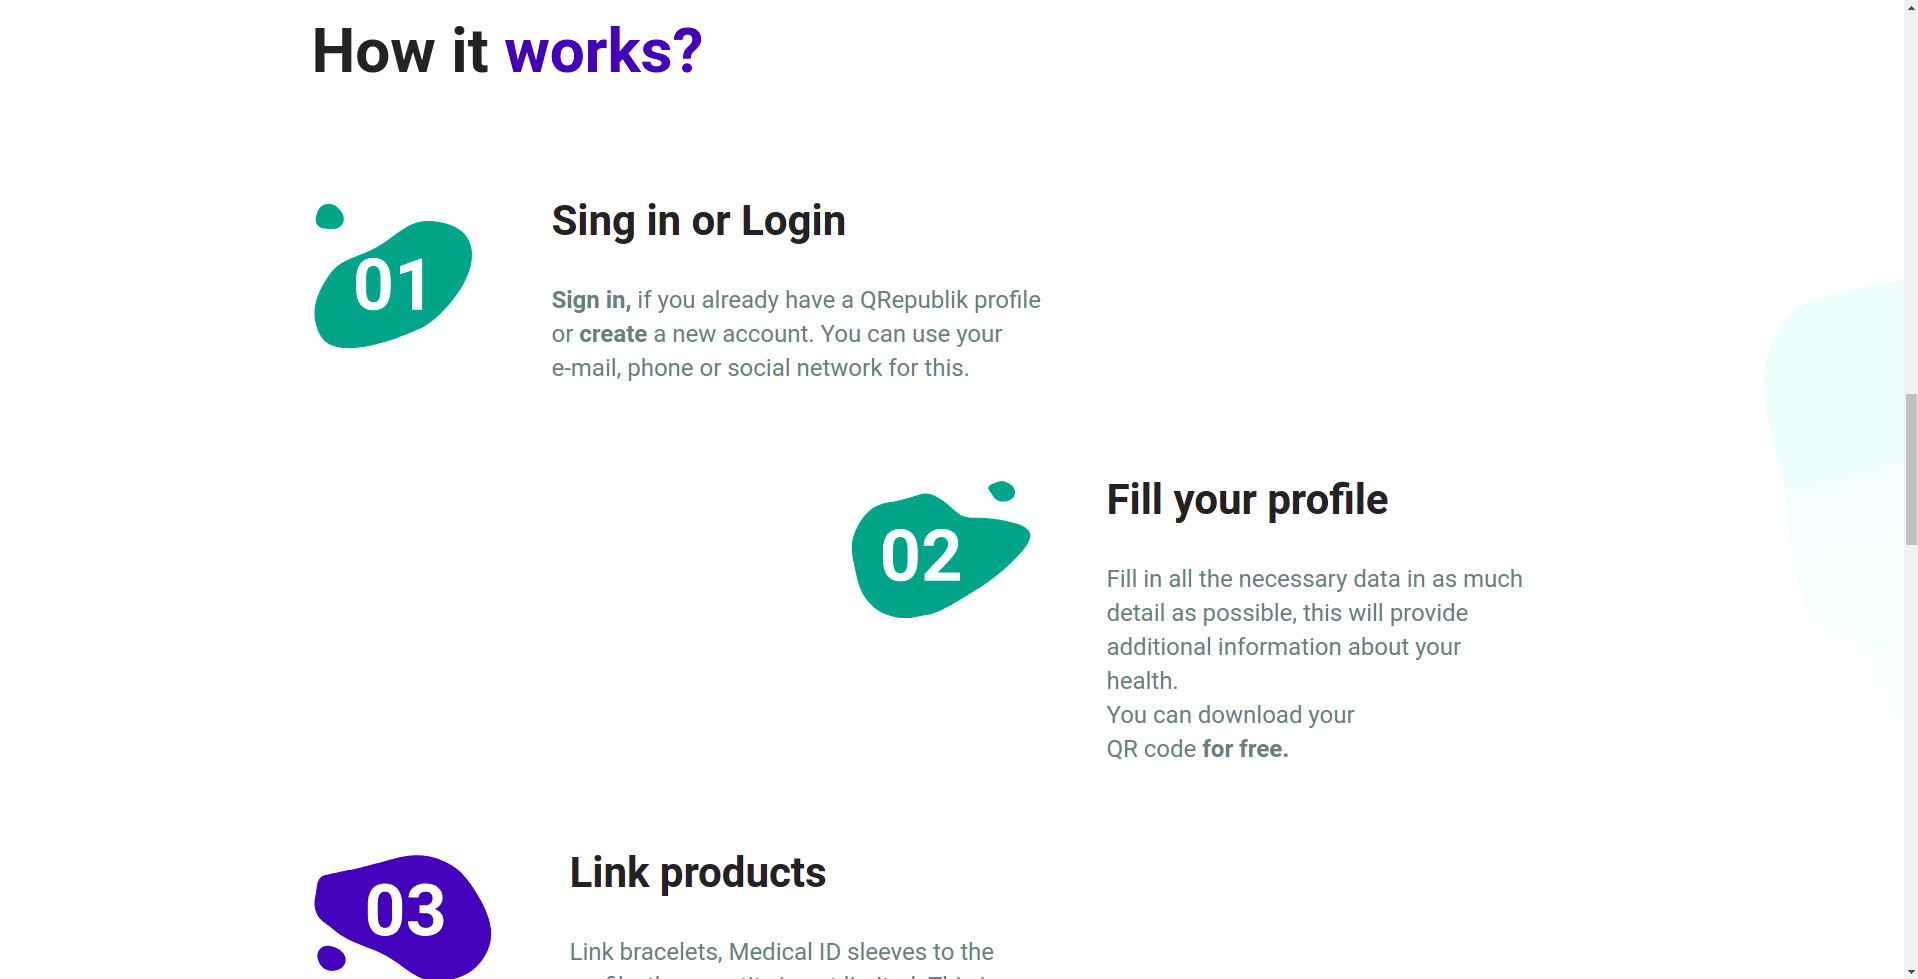 How it works?
01
Sing in or Login
Sign in, if you already have a QRepublik profile
or create a new account. You can use your
e-mail, phone or social network for this.
02
Fill your profile
Fill in all the necessary data in as much
detail as possible, this will provide
additional information about your
health.
You can download your
QR code for free.
03
Link products
Link bracelets, Medical ID sleeves to the